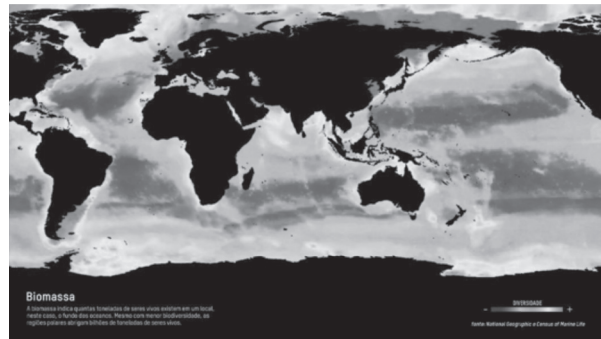 Biomassa
A biomassa indica quantas toneladas de seres vivos existem em um local,
neste caso, o fundo dos oceanos. Mesmo com menor biodiversidade, as
regiões polares abrigam bilhões de toneladas de seres vivos.
DIVERSIDADE
- +
Fonte: National Geographic e Census of Marine Life